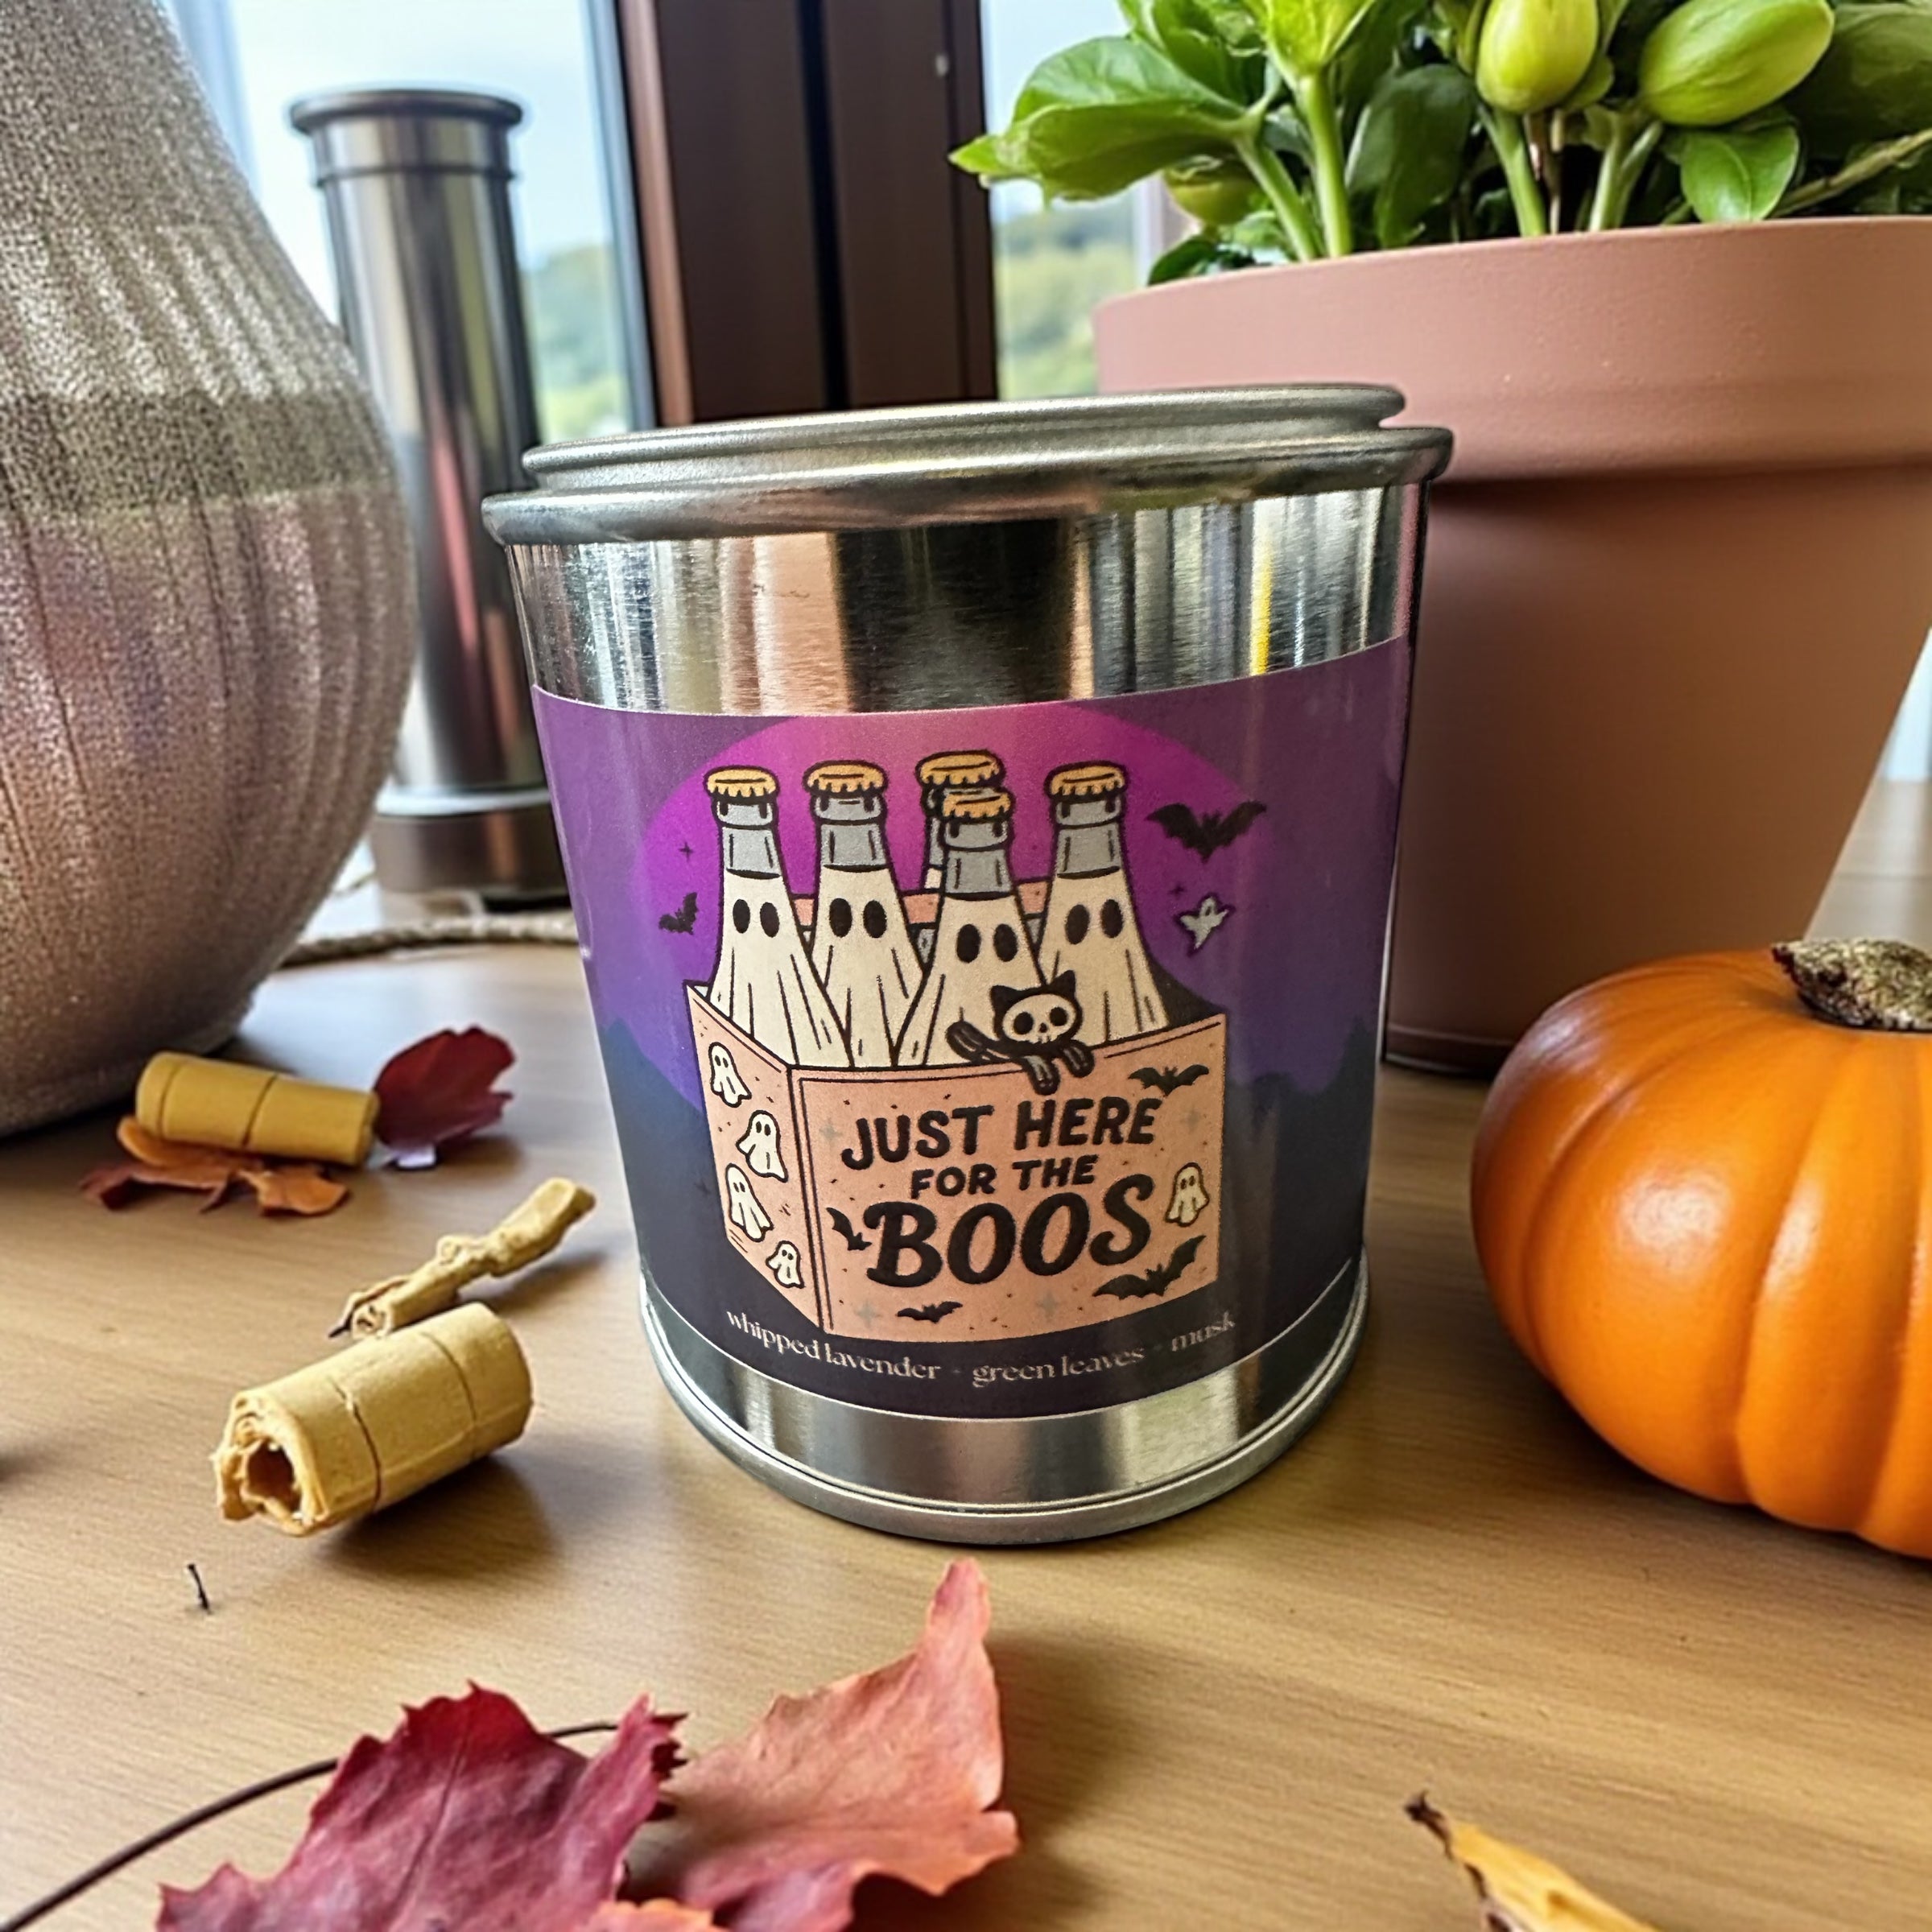 JUST HERE
FOR THE
BOOS
whipped lavender - green leaves - musk